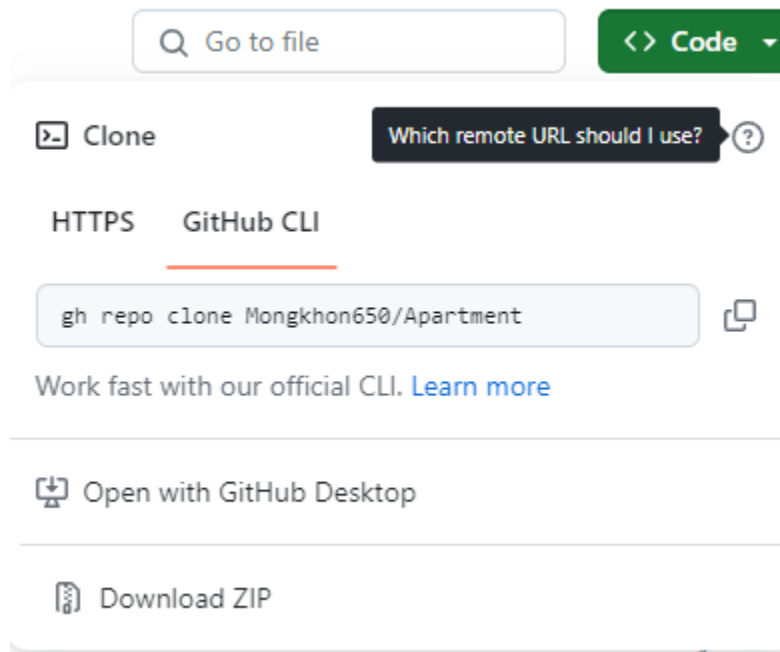 Go to file
<> Code
Clone
Which remote URL should I use?
HTTPS
GitHub CLI
gh repo clone Mongkhon650/Apartment
Work fast with our official CLI. Learn more
Open with GitHub Desktop
Download ZIP